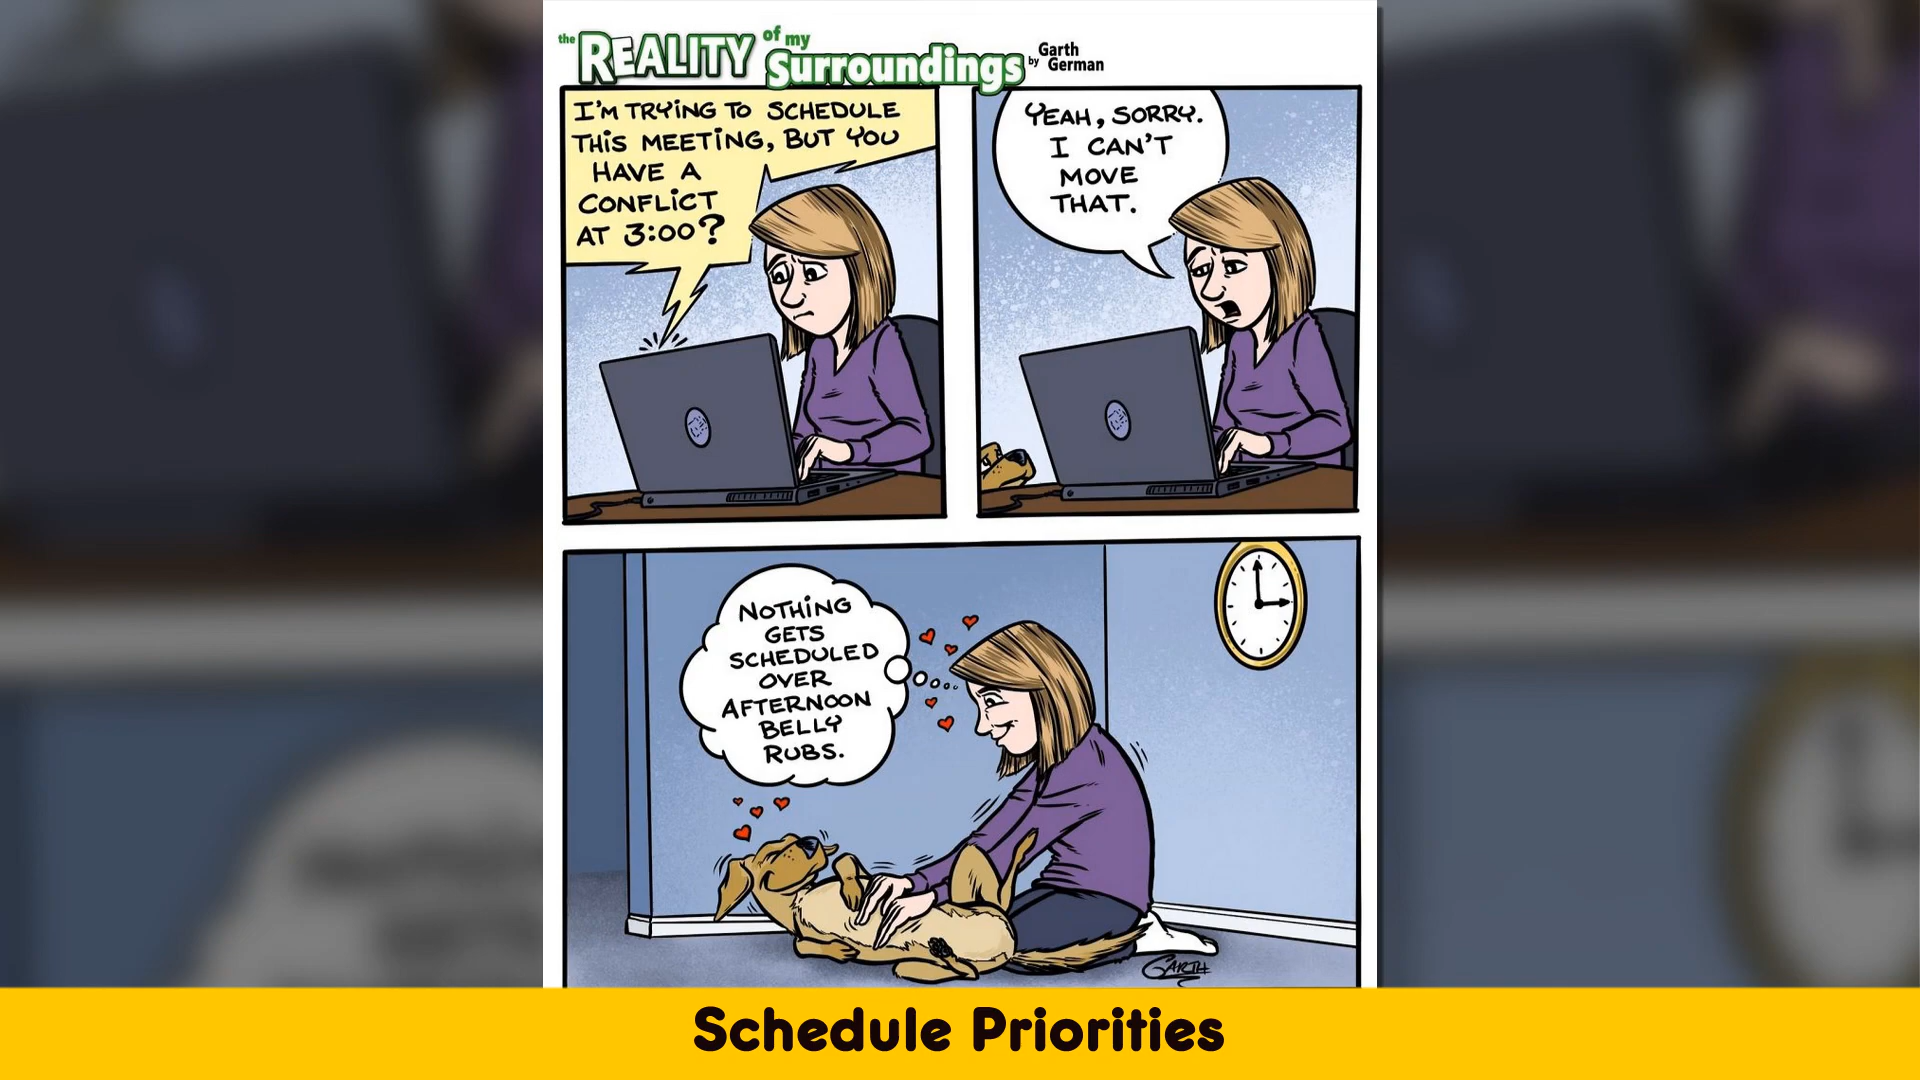 the REALITY of my Surroundings by Garth German
I'M TRYING TO SCHEDULE
THIS MEETING, BUT YOU
HAVE A
CONFLICT
AT 3:00?
YEAH, SORRY.
I CAN'T
MOVE
THAT.
NOTHING
GETS
SCHEDULED
OVER
AFTERNOON
BELLY
RUBS.
GARTH
Schedule Priorities